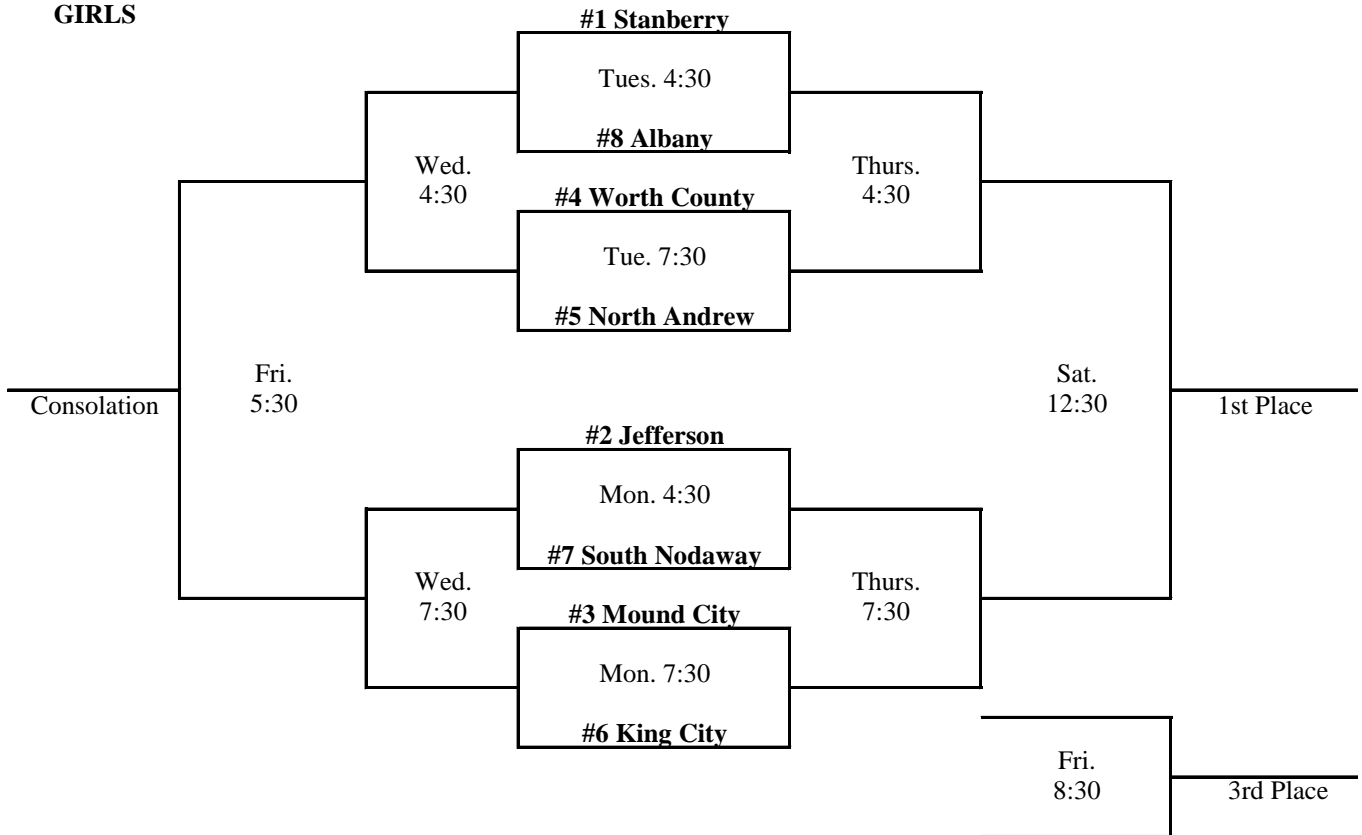 GIRLS
#1 Stanberry
Tues. 4:30
#8 Albany
Wed.
4:30
Thurs.
4:30
#4 Worth County
Tue. 7:30
#5 North Andrew
Fri.
5:30
Consolation
Sat.
12:30
1st Place
#2 Jefferson
Mon. 4:30
#7 South Nodaway
Wed.
7:30
Thurs.
7:30
#3 Mound City
Mon. 7:30
#6 King City
Fri.
8:30
3rd Place